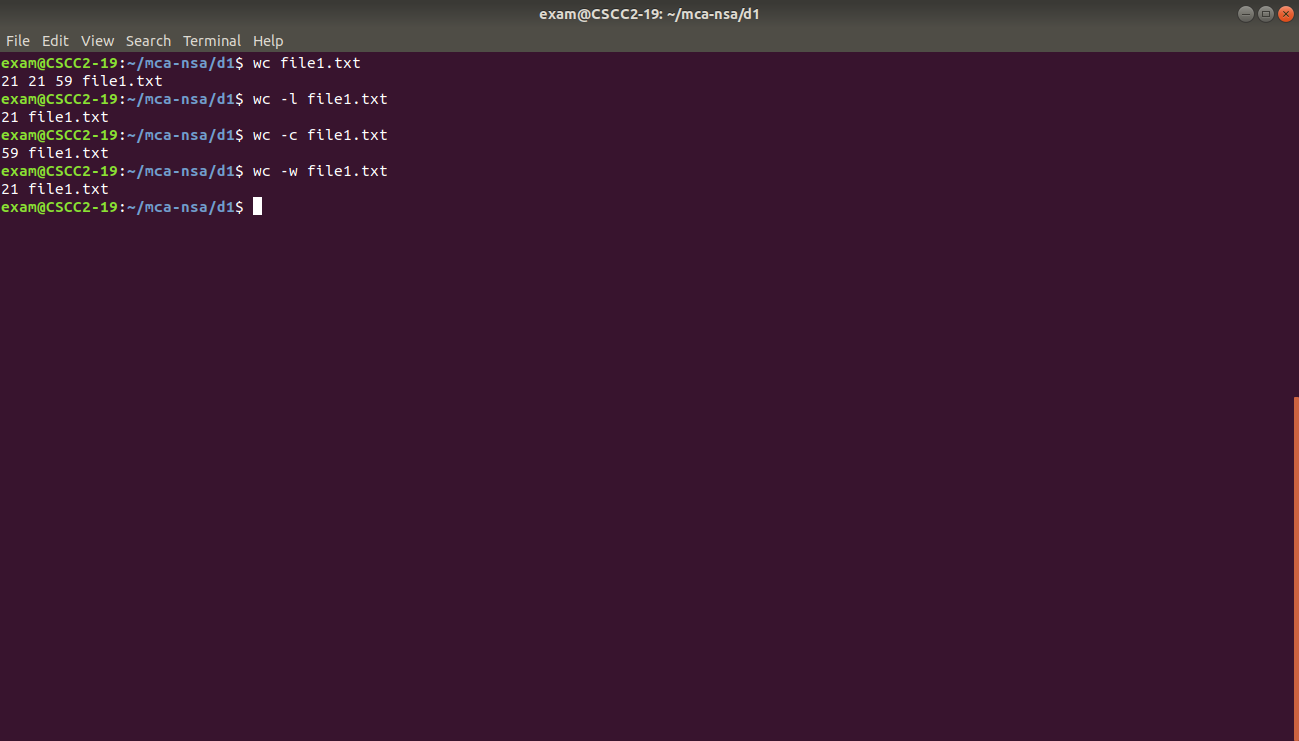 exam@CSCC2-19: ~/mca-nsa/d1
File Edit View Search Terminal Help
exam@CSCC2-19:~/mca-nsa/d1$ wc file1.txt
21 21 59 file1.txt
exam@CSCC2-19:~/mca-nsa/d1$ wc -l file1.txt
21 file1.txt
exam@CSCC2-19:~/mca-nsa/d1$ wc -c file1.txt
59 file1.txt
exam@CSCC2-19:~/mca-nsa/d1$ wc -w file1.txt
21 file1.txt
exam@CSCC2-19:~/mca-nsa/d1$